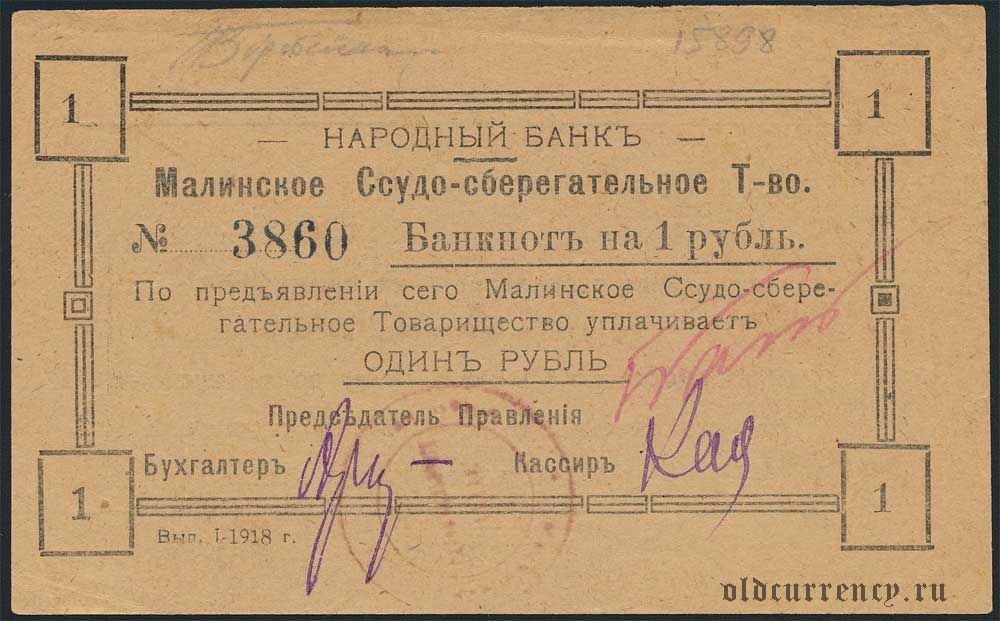 15898
1 1
— НАРОДНЫЙ БАНКЪ —
Малинское Ссудо-сберегательное Т-во.
№ 3860 Банкнотъ на 1 рубль.
По предъявленіи сего Малинское Ссудо-сбере-
гательное Товарищество уплачиваетъ
ОДИНЪ РУБЛЬ
Предсѣдатель Правленія
Бухгалтеръ Кассиръ
1 1
Вып. I-1918 г.
oldcurrency.ru